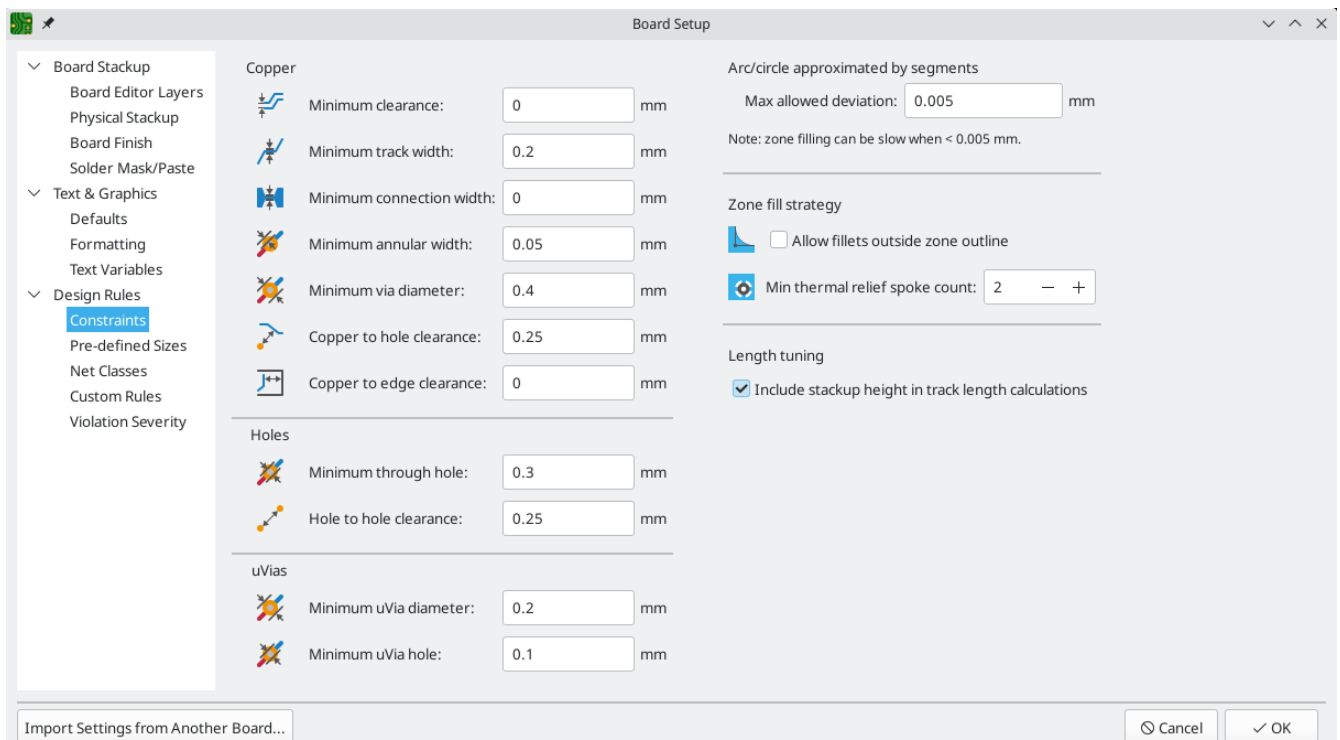 Board Setup
Board Stackup
Board Editor Layers
Physical Stackup
Board Finish
Solder Mask/Paste
Text & Graphics
Defaults
Formatting
Text Variables
Design Rules
Constraints
Pre-defined Sizes
Net Classes
Custom Rules
Violation Severity
Copper
Minimum clearance: 0 mm
Minimum track width: 0.2 mm
Minimum connection width: 0 mm
Minimum annular width: 0.05 mm
Minimum via diameter: 0.4 mm
Copper to hole clearance: 0.25 mm
Copper to edge clearance: 0 mm
Holes
Minimum through hole: 0.3 mm
Hole to hole clearance: 0.25 mm
uVias
Minimum uVia diameter: 0.2 mm
Minimum uVia hole: 0.1 mm
Arc/circle approximated by segments
Max allowed deviation: 0.005 mm
Note: zone filling can be slow when < 0.005 mm.
Zone fill strategy
Allow fillets outside zone outline
Min thermal relief spoke count: 2 − +
Length tuning
Include stackup height in track length calculations
Import Settings from Another Board... Cancel OK